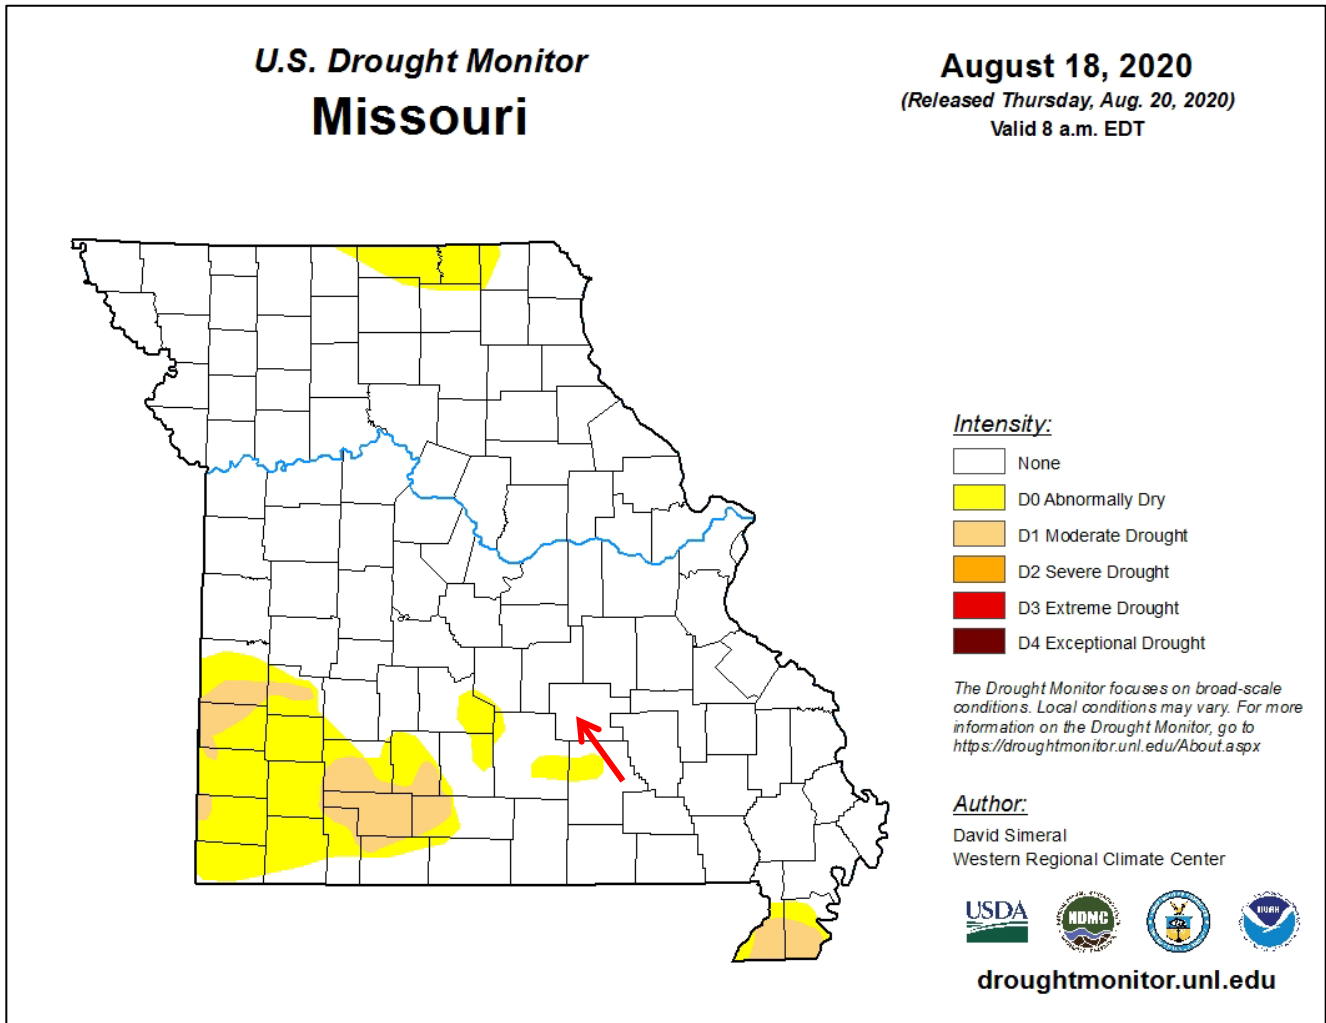 U.S. Drought Monitor
Missouri
August 18, 2020
(Released Thursday, Aug. 20, 2020)
Valid 8 a.m. EDT
Intensity:
None
D0 Abnormally Dry
D1 Moderate Drought
D2 Severe Drought
D3 Extreme Drought
D4 Exceptional Drought
The Drought Monitor focuses on broad-scale
conditions. Local conditions may vary. For more
information on the Drought Monitor, go to
https://droughtmonitor.unl.edu/About.aspx
Author:
David Simeral
Western Regional Climate Center
USDA
NDMC
NOAA
droughtmonitor.unl.edu